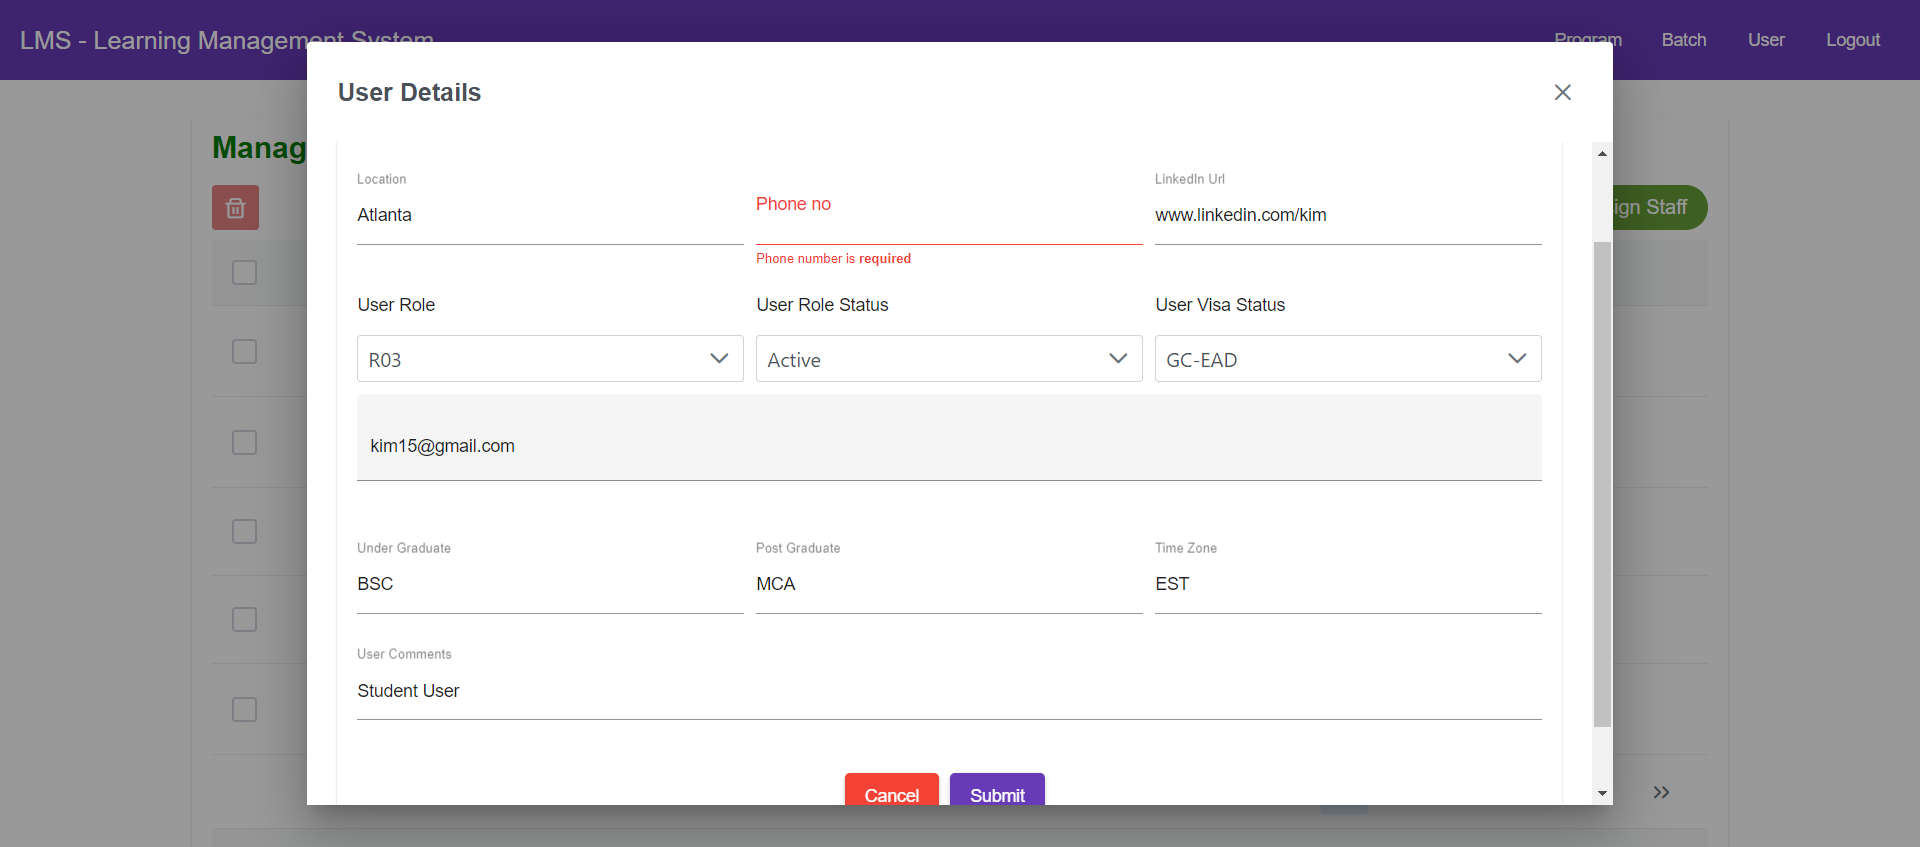 LMS - Learning Management System
Program Batch User Logout
User Details
Manag
Location
Atlanta
Phone no
Phone number is required
LinkedIn Url
www.linkedin.com/kim
ign Staff
User Role
User Role Status
User Visa Status
R03
Active
GC-EAD
kim15@gmail.com
Under Graduate
BSC
Post Graduate
MCA
Time Zone
EST
User Comments
Student User
Cancel
Submit